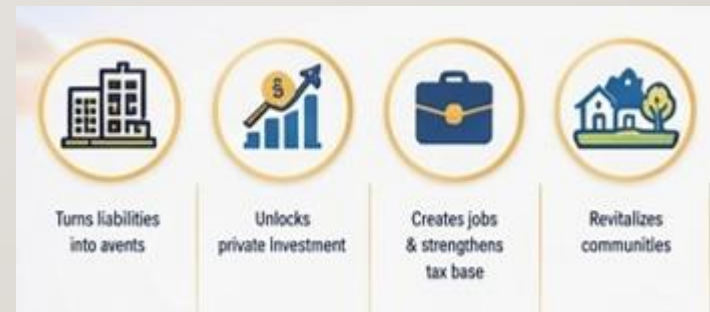 Turns liabilities
into avents
Unlocks
private Investment
Creates jobs
& strengthens
tax base
Revitalizes
communities